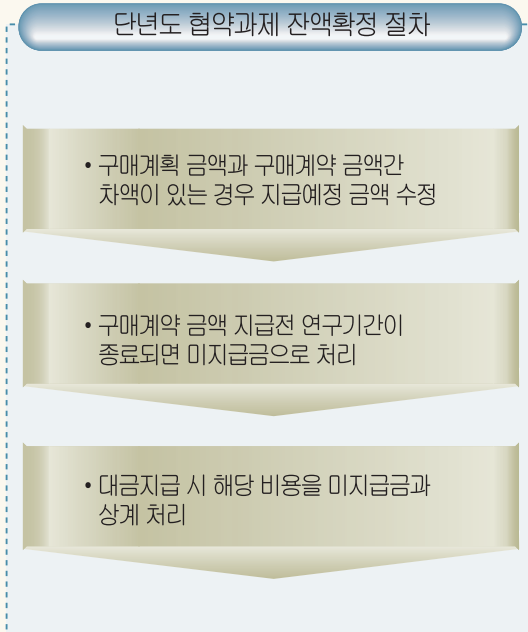 단년도 협약과제 잔액확정 절차
• 구매계획 금액과 구매계약 금액간
차액이 있는 경우 지급예정 금액 수정
• 구매계약 금액 지급전 연구기간이
종료되면 미지급금으로 처리
• 대금지급 시 해당 비용을 미지급금과
상계 처리